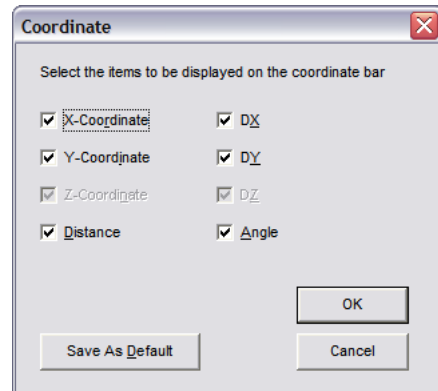 Coordinate
Select the items to be displayed on the coordinate bar
X-Coordinate DX
Y-Coordinate DY
Z-Coordinate DZ
Distance Angle
OK
Save As Default Cancel